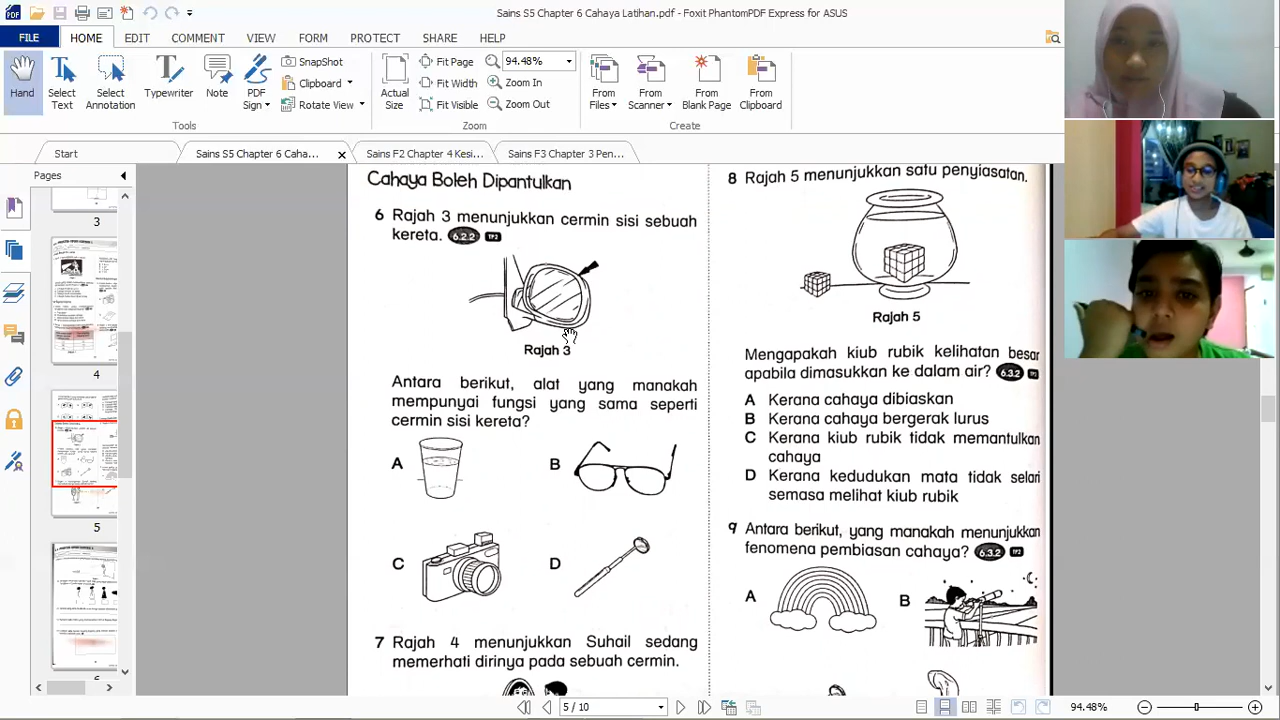 Sains S5 Chapter 6 Cahaya Latihan.pdf - Foxit PhantomPDF Express for ASUS
FILE
HOME
EDIT
COMMENT
VIEW
FORM
PROTECT
SHARE
HELP
Hand
Select Text
Select Annotation
Typewriter
Note
PDF Sign
SnapShot
Clipboard
Rotate View
Tools
Actual Size
Fit Page
Fit Width
Fit Visible
94.48%
Zoom In
Zoom Out
Zoom
From Files
From Scanner
From Blank Page
From Clipboard
Create
Start
Sains S5 Chapter 6 Caha...
Sains F2 Chapter 4 Kesi...
Sains F3 Chapter 3 Pen...
Pages
3
4
5
Cahaya Boleh Dipantulkan
6 Rajah 3 menunjukkan cermin sisi sebuah
kereta. 6.2.2 TP2
Rajah 3
Antara berikut, alat yang manakah
mempunyai fungsi yang sama seperti
cermin sisi kereta?
A
B
C
D
7 Rajah 4 menunjukkan Suhail sedang
memerhati dirinya pada sebuah cermin.
8 Rajah 5 menunjukkan satu penyiasatan.
Rajah 5
Mengapakah kiub rubik kelihatan besar
apabila dimasukkan ke dalam air? 6.3.2
A Kerana cahaya dibiaskan
B Kerana cahaya bergerak lurus
C Kerana kiub rubik tidak memantulkan
cahaya
D Kerana kedudukan mata tidak selari
semasa melihat kiub rubik
9 Antara berikut, yang manakah menunjukkan
fenomena pembiasan cahaya? 6.3.2 TP2
A
B
5 / 10
94.48%